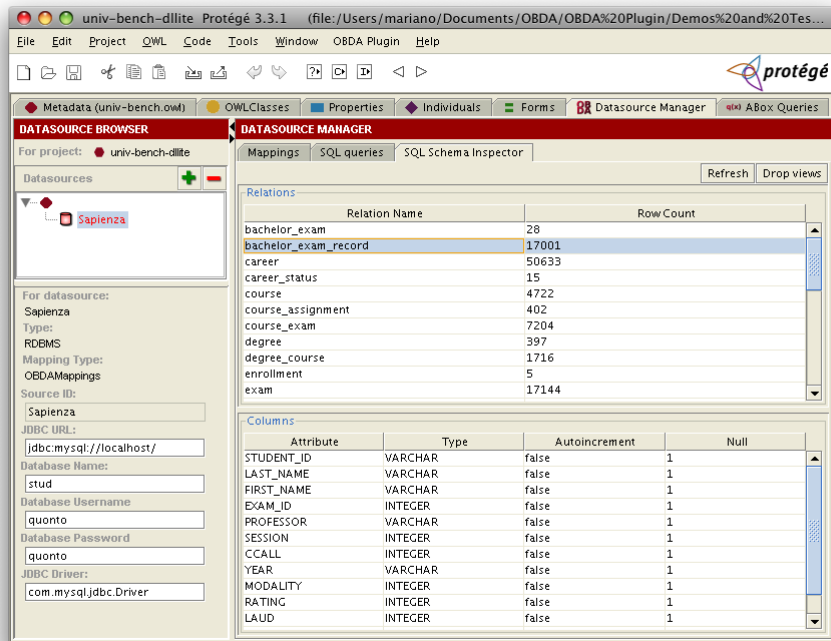 univ-bench-dllite Protégé 3.3.1 (file:/Users/mariano/Documents/OBDA/OBDA%20Plugin/Demos%20and%20Tes...
File Edit Project OWL Code Tools Window OBDA Plugin Help
protégé
Metadata (univ-bench.owl) OWLClasses Properties Individuals Forms Datasource Manager q(x) ABox Queries
DATASOURCE BROWSER
For project: univ-bench-dllite
Datasources
Sapienza
For datasource:
Sapienza
Type:
RDBMS
Mapping Type:
OBDAMappings
Source ID:
Sapienza
JDBC URL:
jdbc:mysql://localhost/
Database Name:
stud
Database Username
quonto
Database Password
quonto
JDBC Driver:
com.mysql.jdbc.Driver
DATASOURCE MANAGER
Mappings SQL queries SQL Schema Inspector
Refresh Drop views
Relations
Relation Name Row Count
bachelor_exam 28
bachelor_exam_record 17001
career 50633
career_status 15
course 4722
course_assignment 402
course_exam 7204
degree 397
degree_course 1716
enrollment 5
exam 17144
Columns
Attribute Type Autoincrement Null
STUDENT_ID VARCHAR false 1
LAST_NAME VARCHAR false 1
FIRST_NAME VARCHAR false 1
EXAM_ID INTEGER false 1
PROFESSOR VARCHAR false 1
SESSION INTEGER false 1
CCALL INTEGER false 1
YEAR VARCHAR false 1
MODALITY INTEGER false 1
RATING INTEGER false 1
LAUD INTEGER false 1